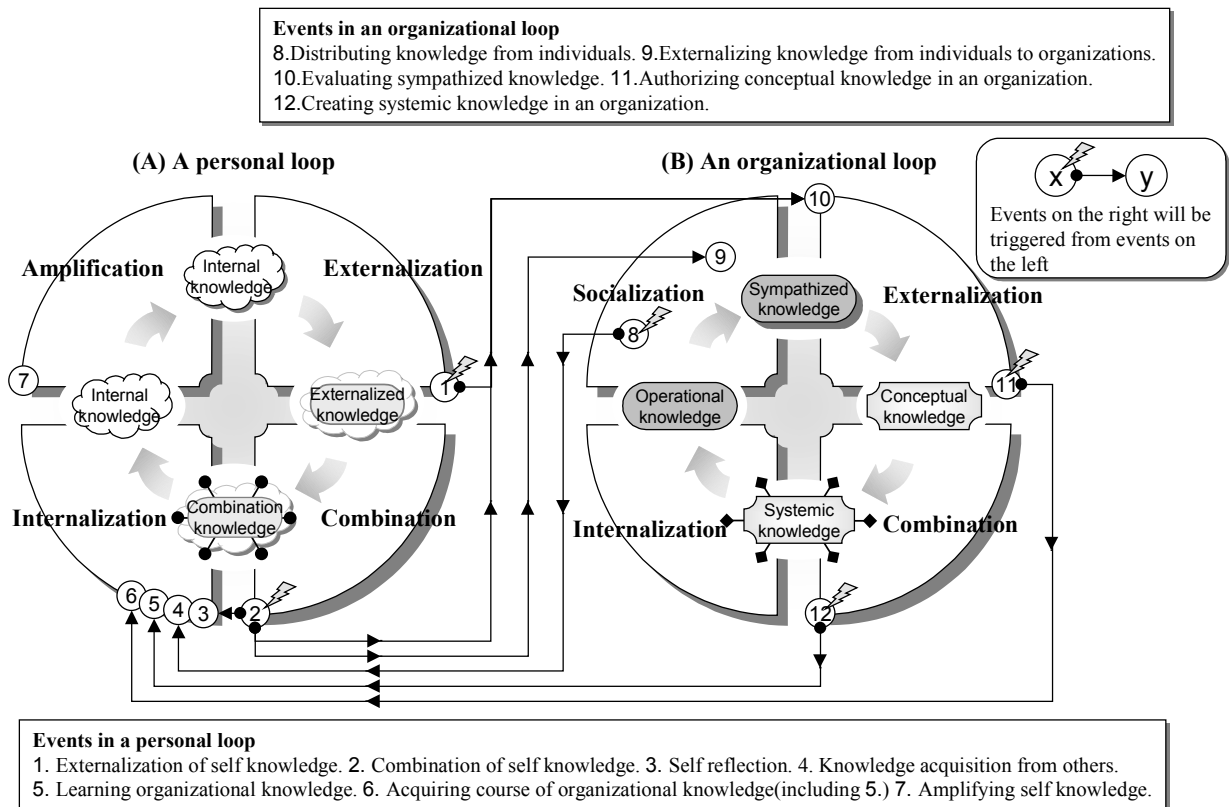 Events in an organizational loop
8.Distributing knowledge from individuals. 9.Externalizing knowledge from individuals to organizations.
10.Evaluating sympathized knowledge. 11.Authorizing conceptual knowledge in an organization.
12.Creating systemic knowledge in an organization.
(A) A personal loop
(B) An organizational loop
x
y
Events on the right will be
triggered from events on
the left
Amplification
Internal
knowledge
Externalization
7
Internal
knowledge
Externalized
knowledge
1
Internalization
Combination
knowledge
Combination
6
5
4
3
2
10
9
Socialization
Sympathized
knowledge
Externalization
8
Operational
knowledge
Conceptual
knowledge
11
Internalization
Systemic
knowledge
Combination
12
Events in a personal loop
1. Externalization of self knowledge. 2. Combination of self knowledge. 3. Self reflection. 4. Knowledge acquisition from others.
5. Learning organizational knowledge. 6. Acquiring course of organizational knowledge(including 5.) 7. Amplifying self knowledge.